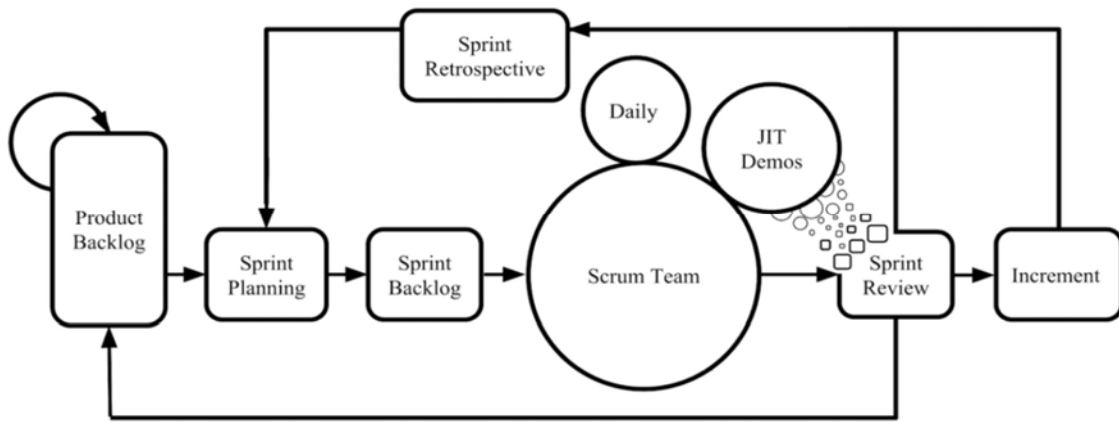 Sprint
Retrospective
Daily
JIT
Demos
Product
Backlog
Sprint
Planning
Sprint
Backlog
Scrum Team
Sprint
Review
Increment